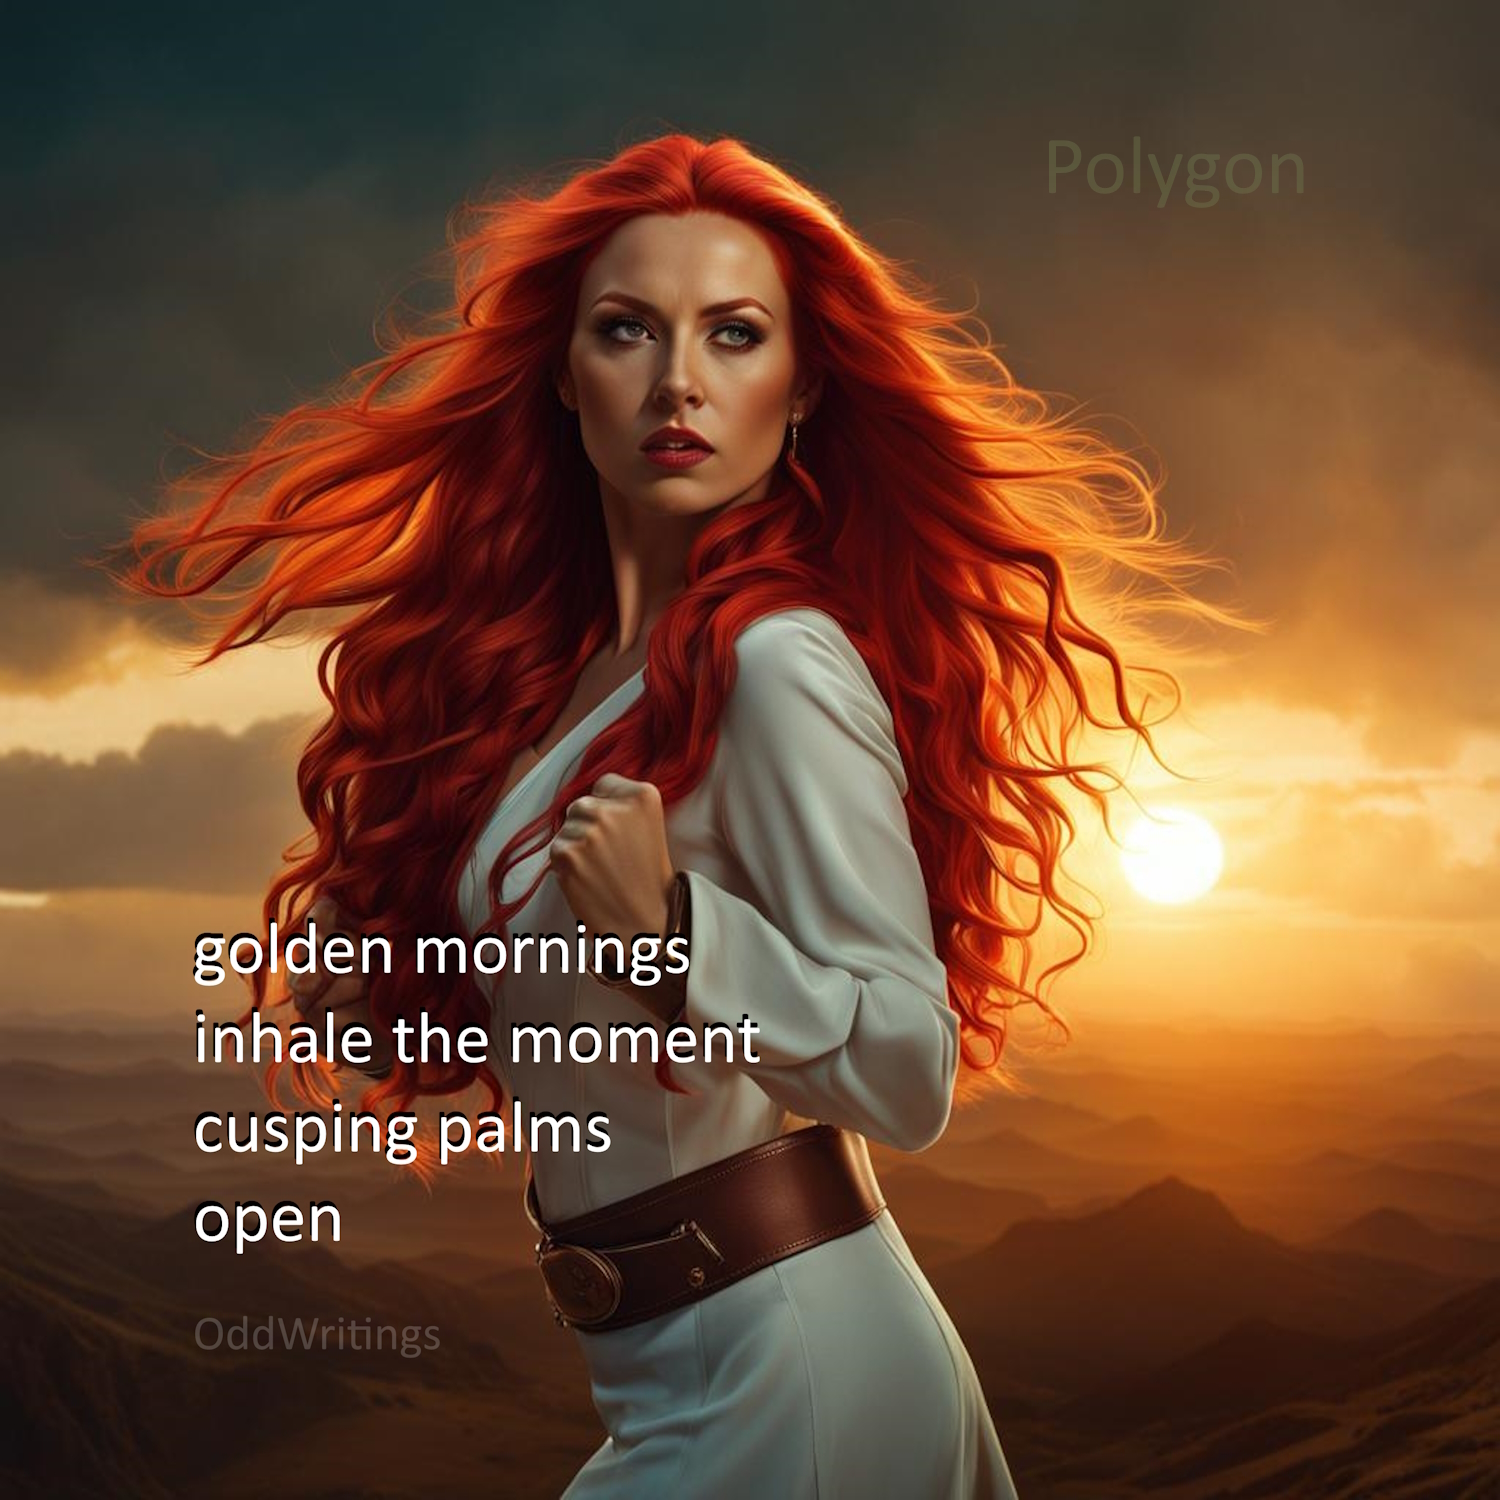 Polygon
golden mornings
inhale the moment
cusping palms
open
OddWritings